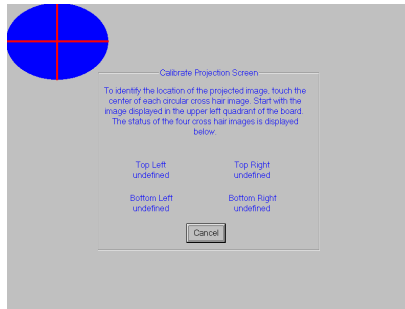 Calibrate Projection Screen
To identify the location of the projected image, touch the
center of each circular cross hair image. Start with the
image displayed in the upper left quadrant of the board.
The status of the four cross hair images is displayed
below.
Top Left
undefined
Top Right
undefined
Bottom Left
undefined
Bottom Right
undefined
Cancel